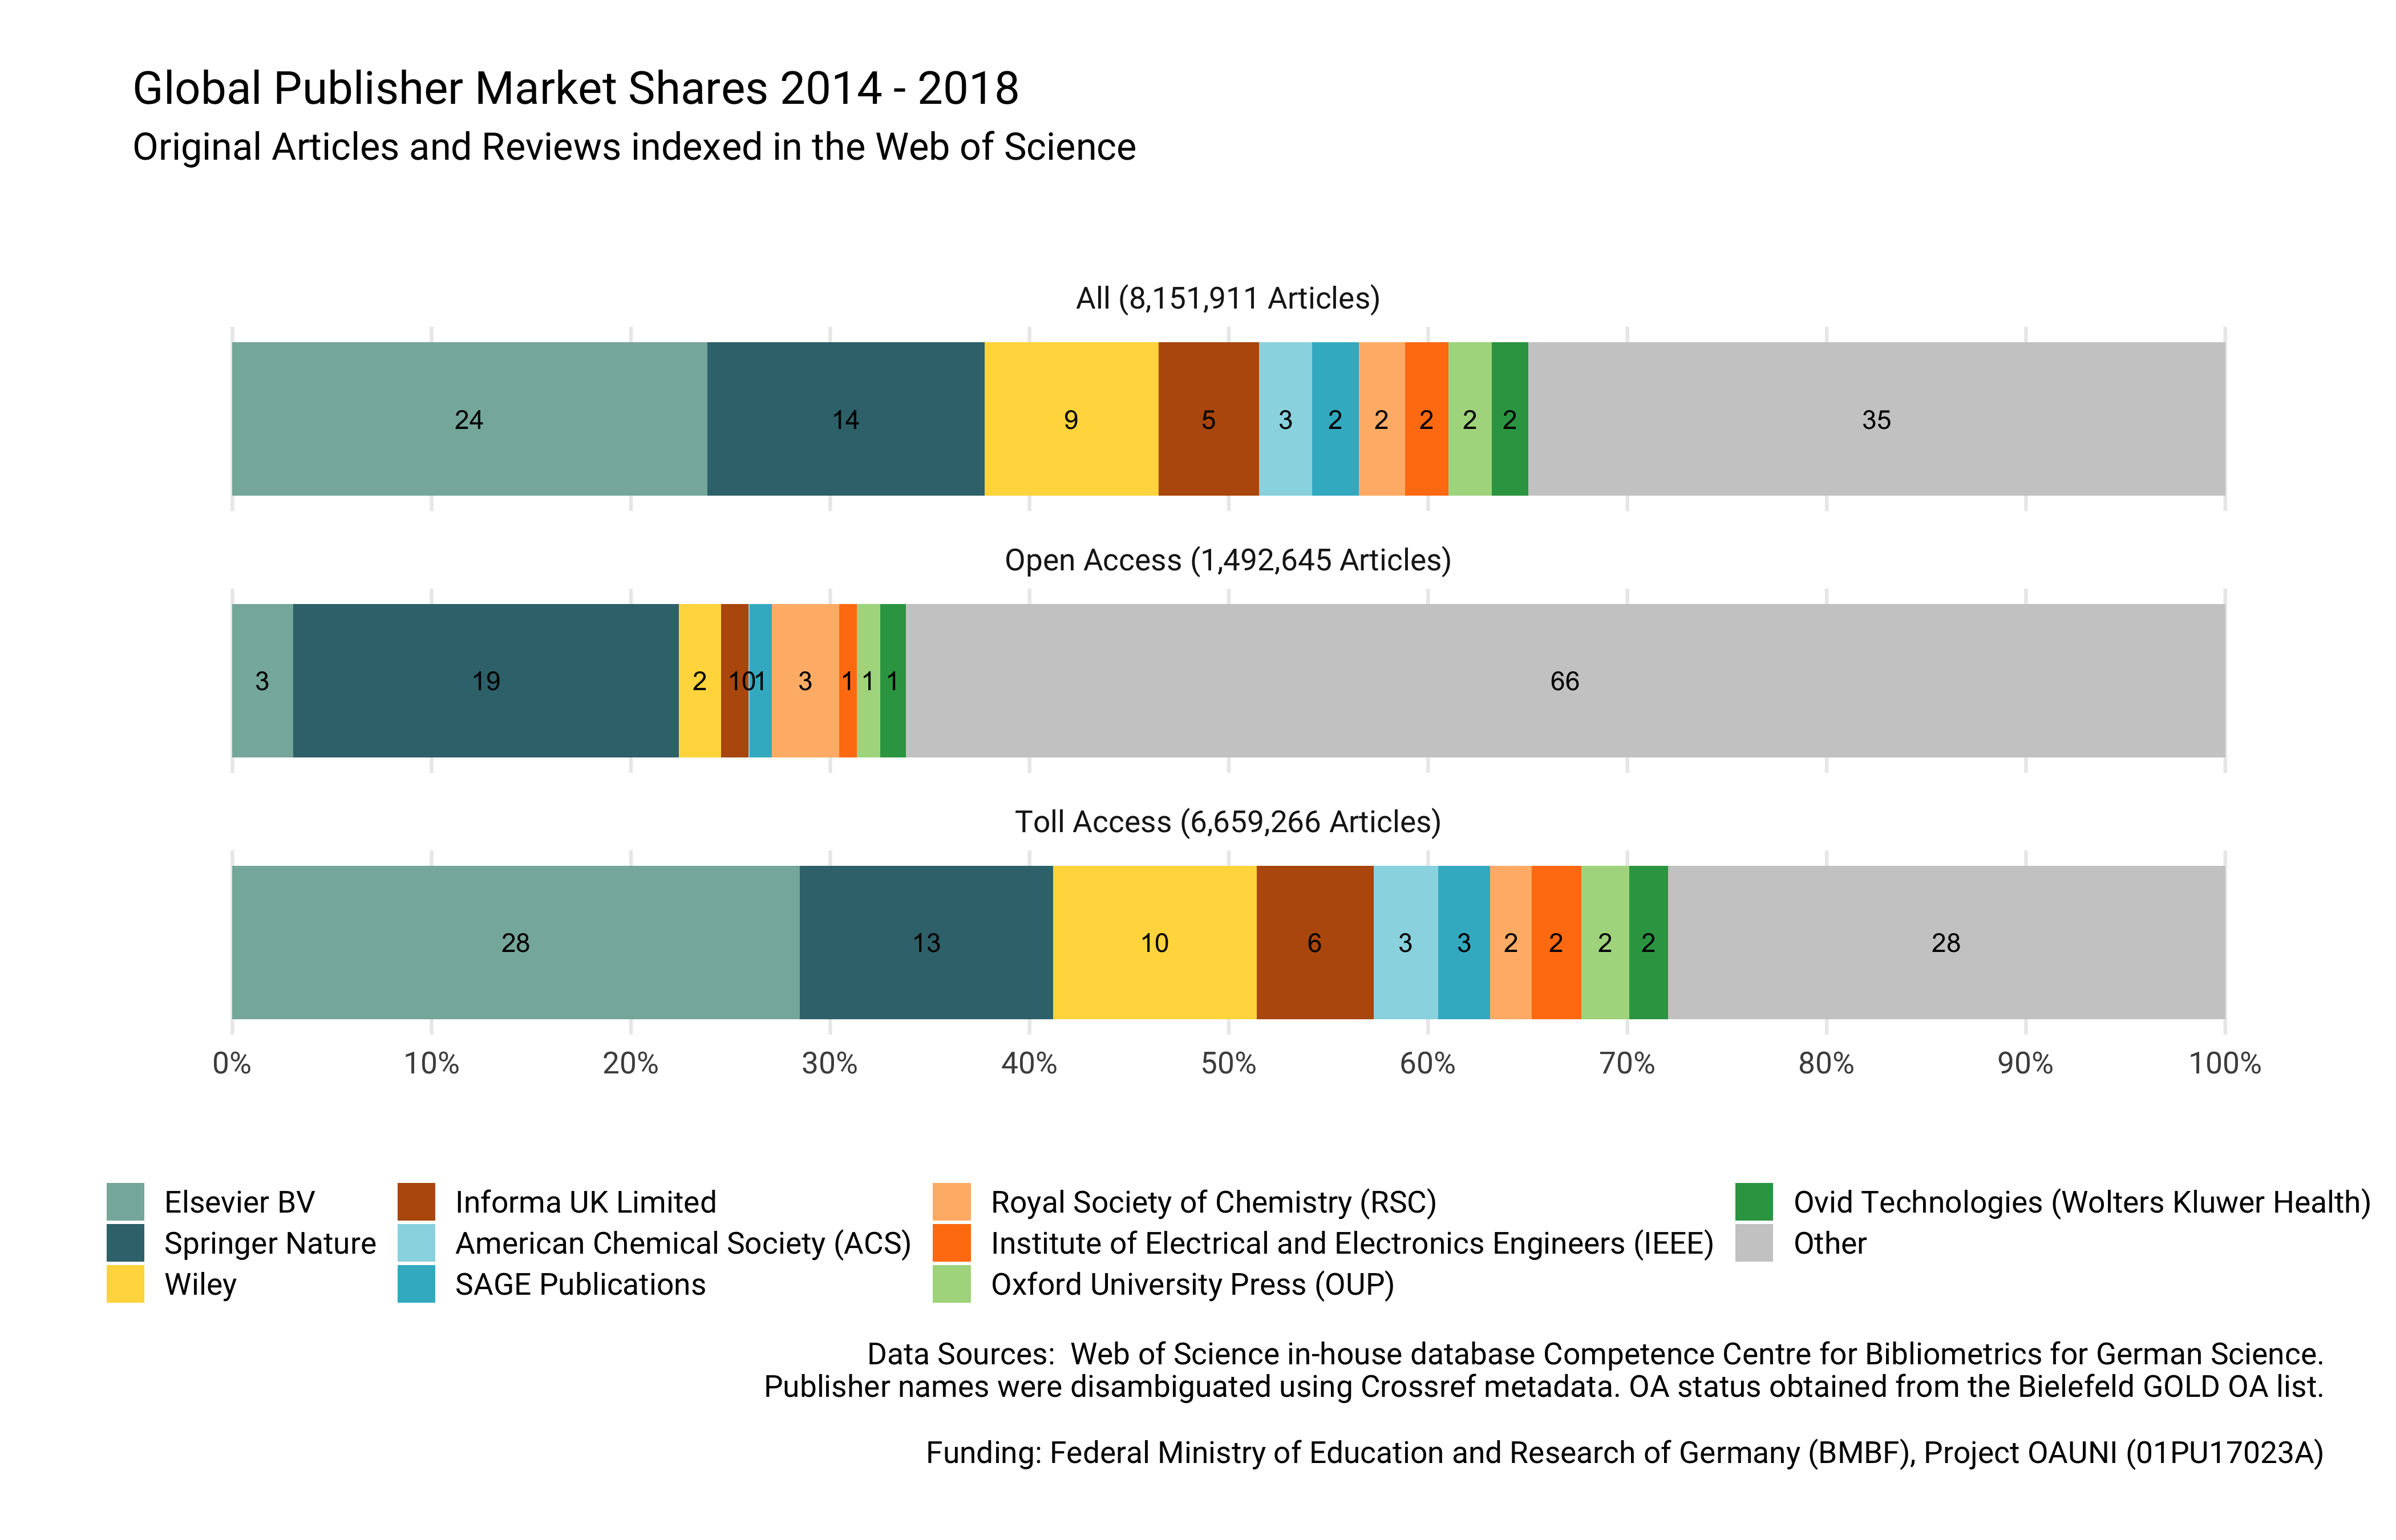 Global Publisher Market Shares 2014 - 2018
Original Articles and Reviews indexed in the Web of Science
All (8,151,911 Articles)
24 14 9 5 3 2 2 2 2 2 35
Open Access (1,492,645 Articles)
3 19 2 1 0 1 3 1 1 1 66
Toll Access (6,659,266 Articles)
28 13 10 6 3 3 2 2 2 2 28
0% 10% 20% 30% 40% 50% 60% 70% 80% 90% 100%
Elsevier BV
Springer Nature
Wiley
Informa UK Limited
American Chemical Society (ACS)
SAGE Publications
Royal Society of Chemistry (RSC)
Institute of Electrical and Electronics Engineers (IEEE)
Oxford University Press (OUP)
Ovid Technologies (Wolters Kluwer Health)
Other
Data Sources: Web of Science in-house database Competence Centre for Bibliometrics for German Science.
Publisher names were disambiguated using Crossref metadata. OA status obtained from the Bielefeld GOLD OA list.
Funding: Federal Ministry of Education and Research of Germany (BMBF), Project OAUNI (01PU17023A)